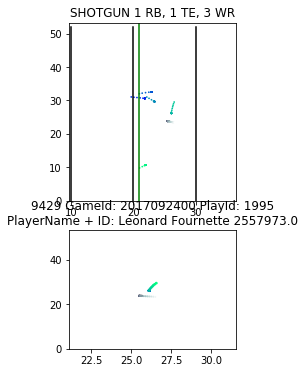 SHOTGUN 1 RB, 1 TE, 3 WR
50
40
30
20
10
0
10 20 30
9429 GameId: 2017092400 PlayId: 1995
PlayerName + ID: Leonard Fournette 2557973.0
40
20
0
22.5 25.0 27.5 30.0